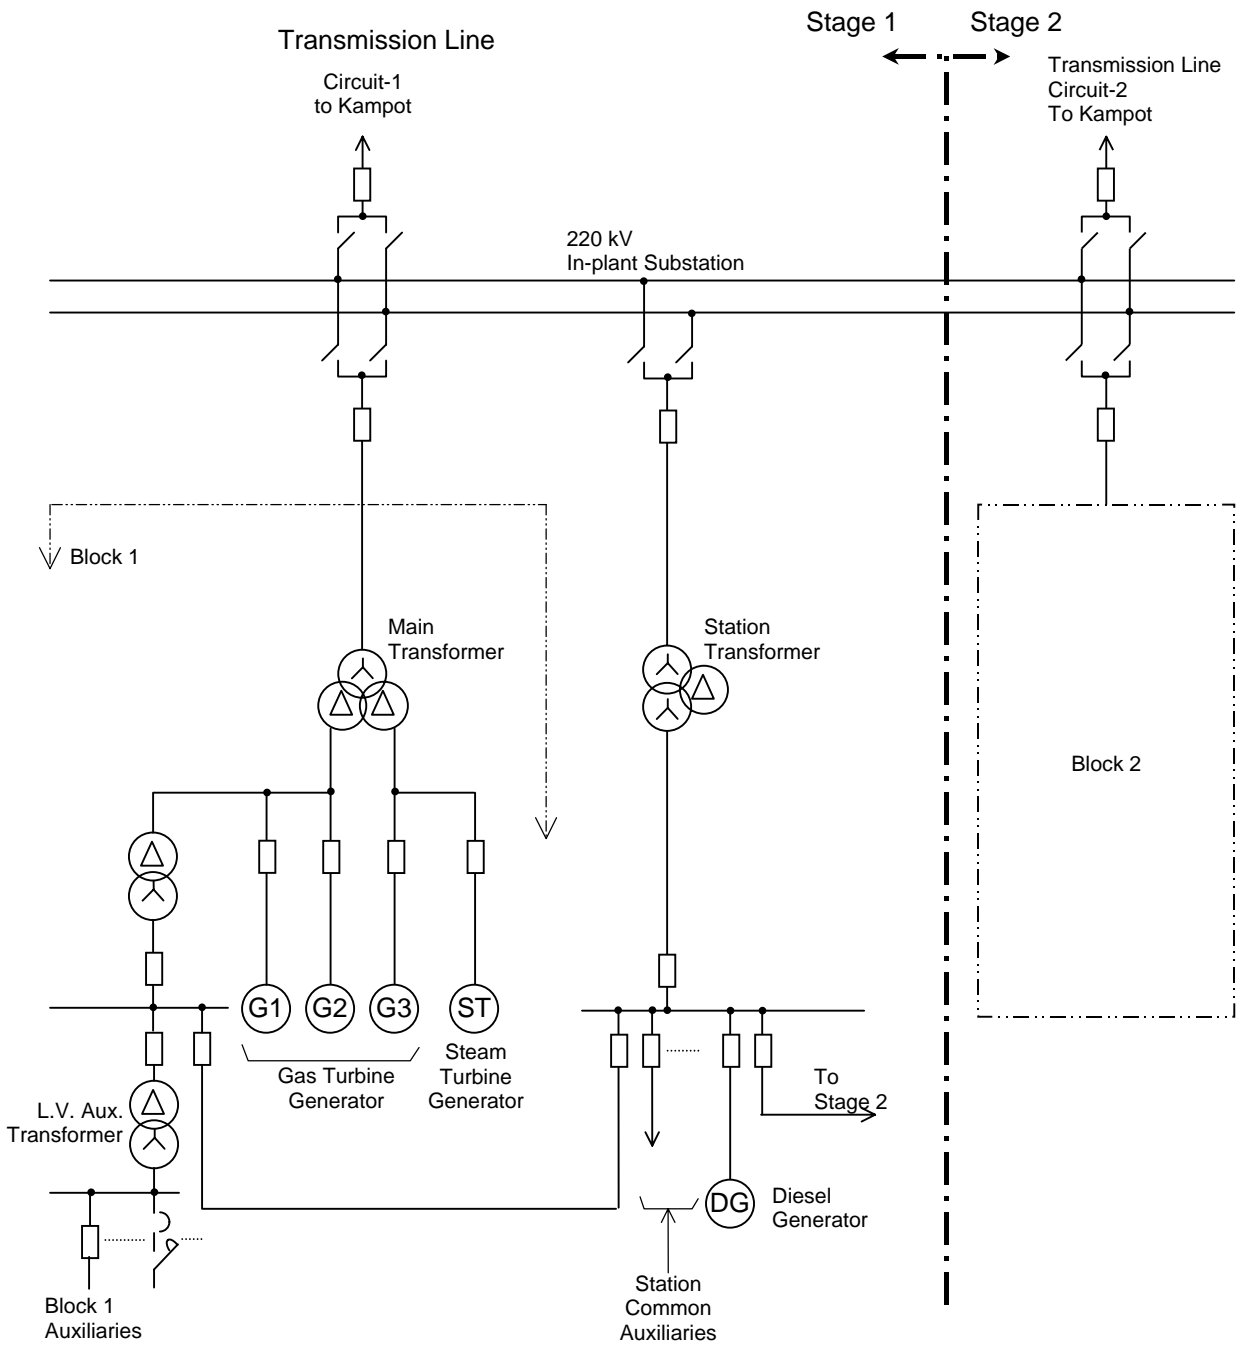 Stage 1
Stage 2
Transmission Line
Circuit-1
to Kampot
Transmission Line
Circuit-2
To Kampot
220 kV
In-plant Substation
Block 1
Main
Transformer
Station
Transformer
Block 2
G1
G2
G3
ST
Gas Turbine
Generator
Steam
Turbine
Generator
To
Stage 2
L.V. Aux.
Transformer
DG
Diesel
Generator
Station
Common
Auxiliaries
Block 1
Auxiliaries